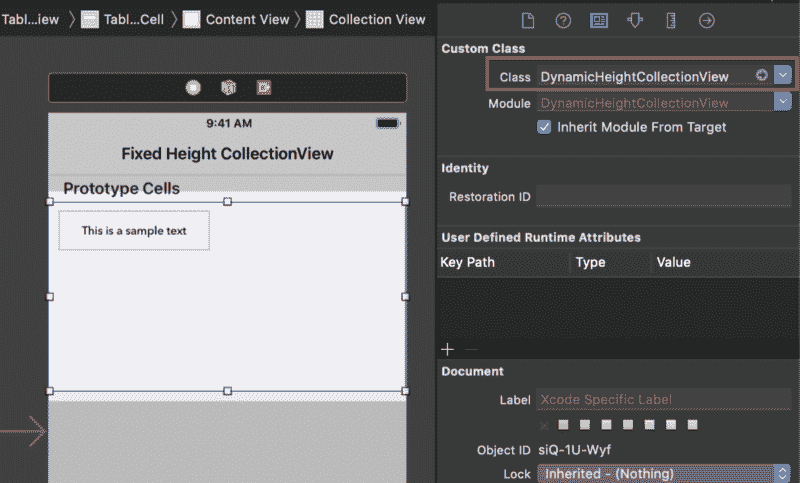 Tabl...iew
Tabl...Cell
Content View
Collection View
9:41 AM
Fixed Height CollectionView
Prototype Cells
This is a sample text
Custom Class
Class DynamicHeightCollectionView
Module DynamicHeightCollectionView
Inherit Module From Target
Identity
Restoration ID
User Defined Runtime Attributes
Key Path Type Value
Document
Label Xcode Specific Label
Object ID siQ-1U-Wyf
Lock Inherited - (Nothing)